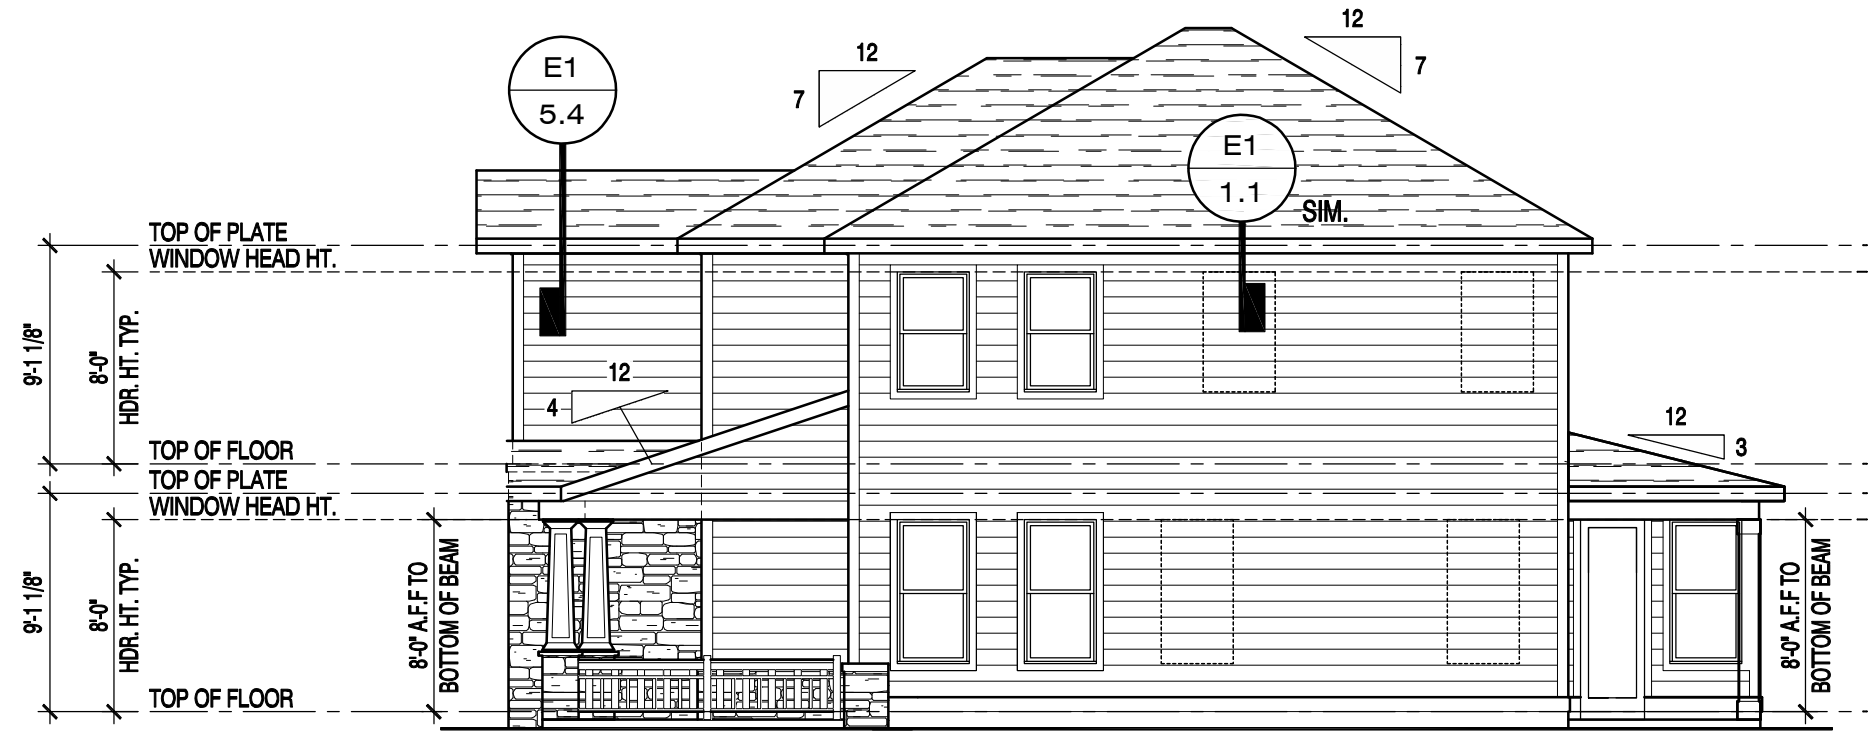 12
7
12
7
E1
5.4
E1
1.1
SIM.
TOP OF PLATE
WINDOW HEAD HT.
9'-1 1/8"
8'-0"
HDR. HT. TYP.
12
4
12
3
TOP OF FLOOR
TOP OF PLATE
WINDOW HEAD HT.
9'-1 1/8"
8'-0"
HDR. HT. TYP.
8'-0" A.F.F TO
BOTTOM OF BEAM
8'-0" A.F.F TO
BOTTOM OF BEAM
TOP OF FLOOR